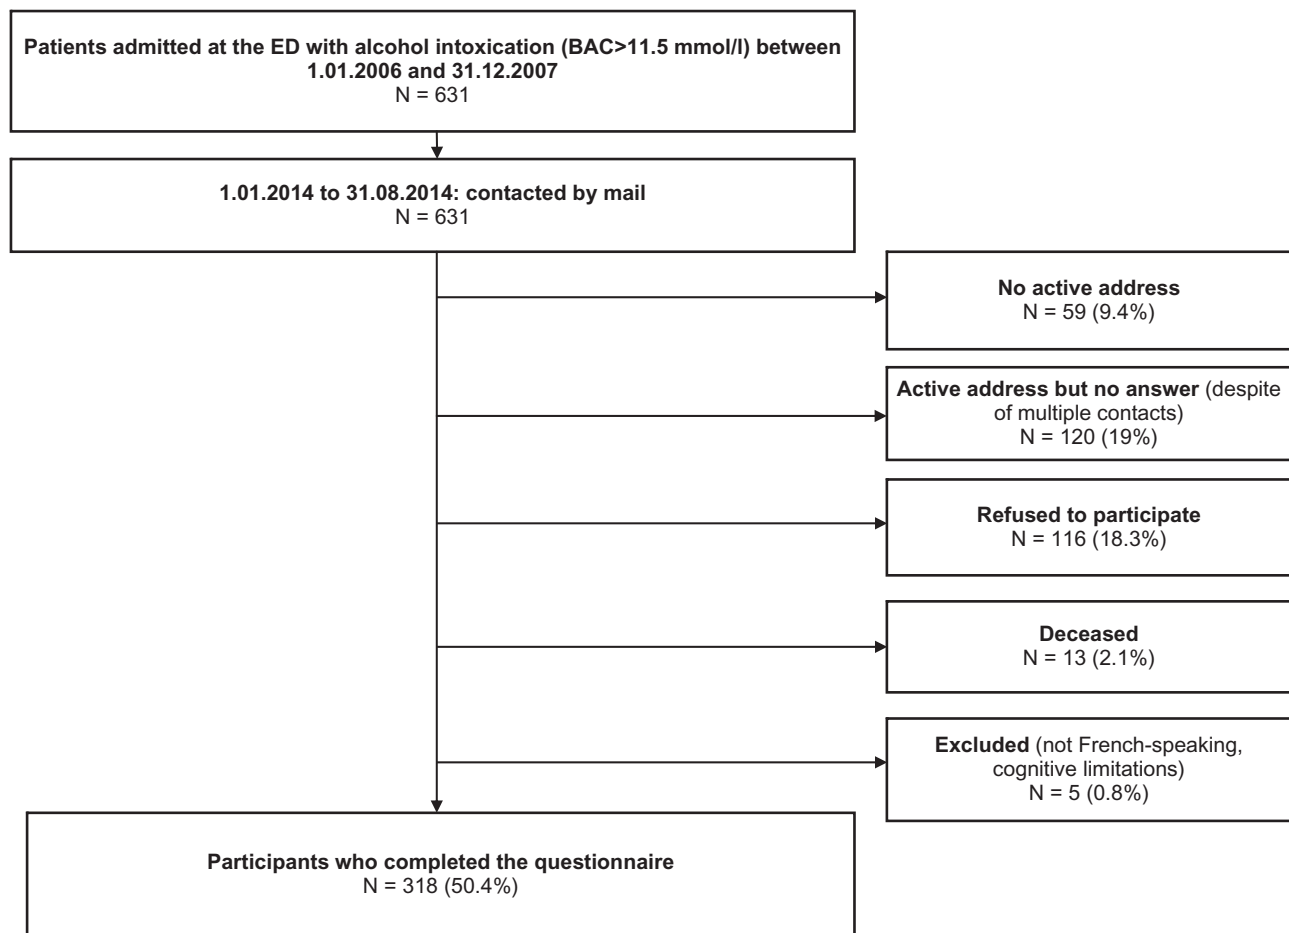 Patients admitted at the ED with alcohol intoxication (BAC>11.5 mmol/l) between
1.01.2006 and 31.12.2007
N = 631
1.01.2014 to 31.08.2014: contacted by mail
N = 631
No active address
N = 59 (9.4%)
Active address but no answer (despite
of multiple contacts)
N = 120 (19%)
Refused to participate
N = 116 (18.3%)
Deceased
N = 13 (2.1%)
Excluded (not French-speaking,
cognitive limitations)
N = 5 (0.8%)
Participants who completed the questionnaire
N = 318 (50.4%)